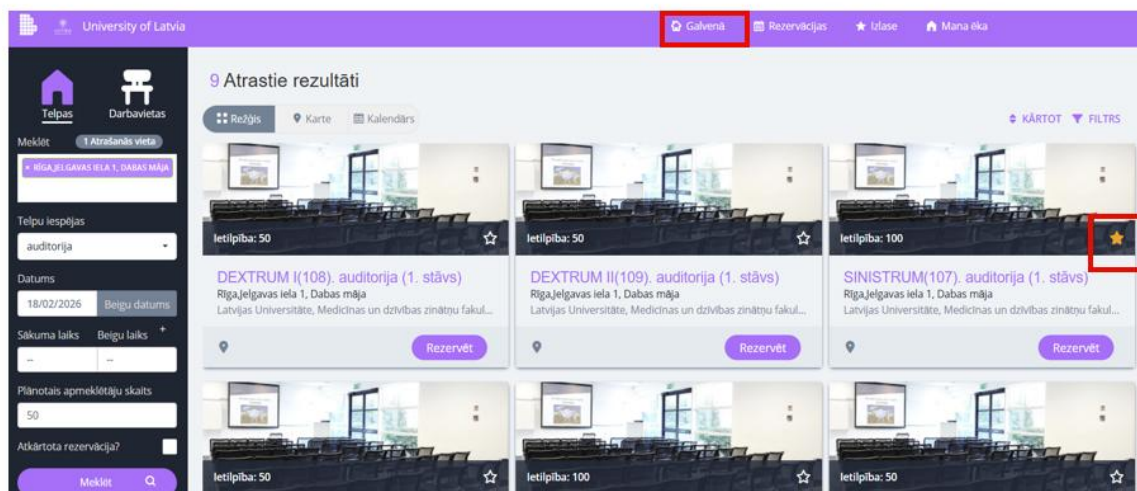 University of Latvia
Galvenā
Rezervācijas
Izlase
Mana ēka
Telpas
Darbavietas
Meklēt
1 Atrašanās vieta
× RĪGA,JELGAVAS IELA 1, DABAS MĀJA
Telpu iespējas
auditorija
Datums
18/02/2026
Beigu datums
Sākuma laiks
Beigu laiks +
--
--
Plānotais apmeklētāju skaits
50
Atkārtota rezervācija?
Meklēt
9 Atrastie rezultāti
Režģis
Karte
Kalendārs
KĀRTOT
FILTRS
Ietilpība: 50
DEXTRUM I(108). auditorija (1. stāvs)
Rīga,Jelgavas iela 1, Dabas māja
Latvijas Universitāte, Medicīnas un dzīvības zinātņu fakul...
Rezervēt
Ietilpība: 50
DEXTRUM II(109). auditorija (1. stāvs)
Rīga,Jelgavas iela 1, Dabas māja
Latvijas Universitāte, Medicīnas un dzīvības zinātņu fakul...
Rezervēt
Ietilpība: 100
SINISTRUM(107). auditorija (1. stāvs)
Rīga,Jelgavas iela 1, Dabas māja
Latvijas Universitāte, Medicīnas un dzīvības zinātņu fakul...
Rezervēt
Ietilpība: 50
Ietilpība: 100
Ietilpība: 50